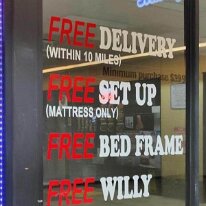 FREE DELIVERY
(WITHIN 10 MILES)
Minimum purchase $399
FREE SET UP
(MATTRESS ONLY)
FREE BED FRAME
FREE WILLY